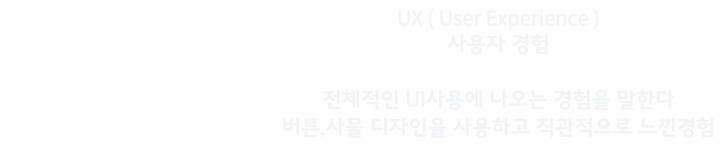 UX ( User Experience )
사용자 경험
전체적인 UI사용에 나오는 경험을 말한다
버튼,사물 디자인을 사용하고 직관적으로 느낀경험